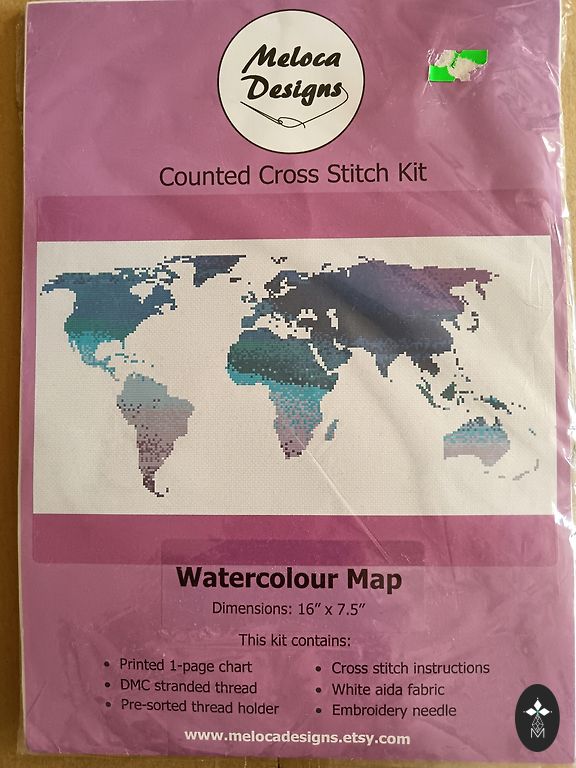 Meloca
Designs
Counted Cross Stitch Kit
Watercolour Map
Dimensions: 16" x 7.5"
This kit contains:
• Printed 1-page chart
• DMC stranded thread
• Pre-sorted thread holder
• Cross stitch instructions
• White aida fabric
• Embroidery needle
www.melocadesigns.etsy.com